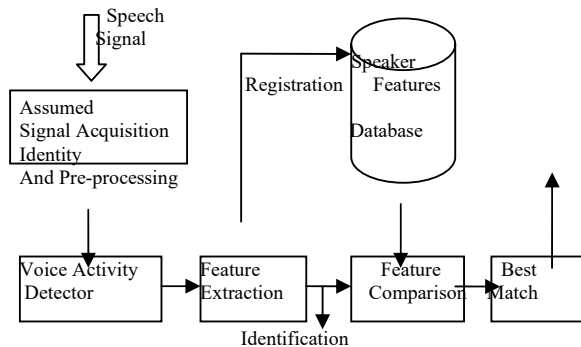 Speech
Signal
Assumed
Signal Acquisition
Identity
And Pre-processing
Registration
Speaker
Features
Database
Voice Activity
Detector
Feature
Extraction
Feature
Comparison
Best
Match
Identification